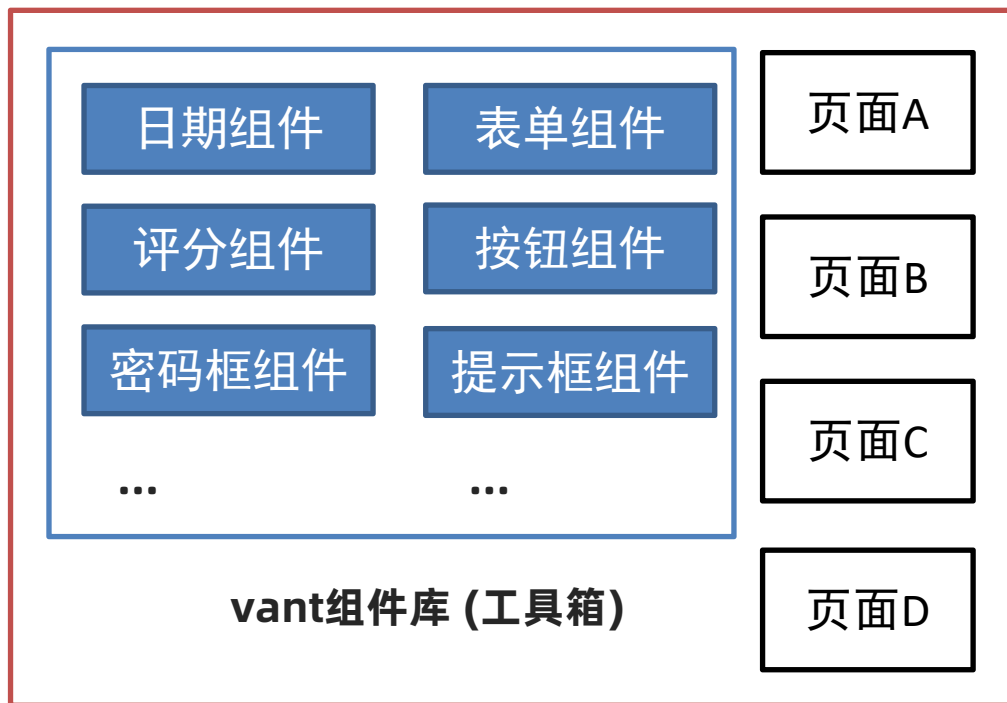 日期组件
表单组件
评分组件
按钮组件
密码框组件
提示框组件
...
...
vant组件库 (工具箱)
页面A
页面B
页面C
页面D